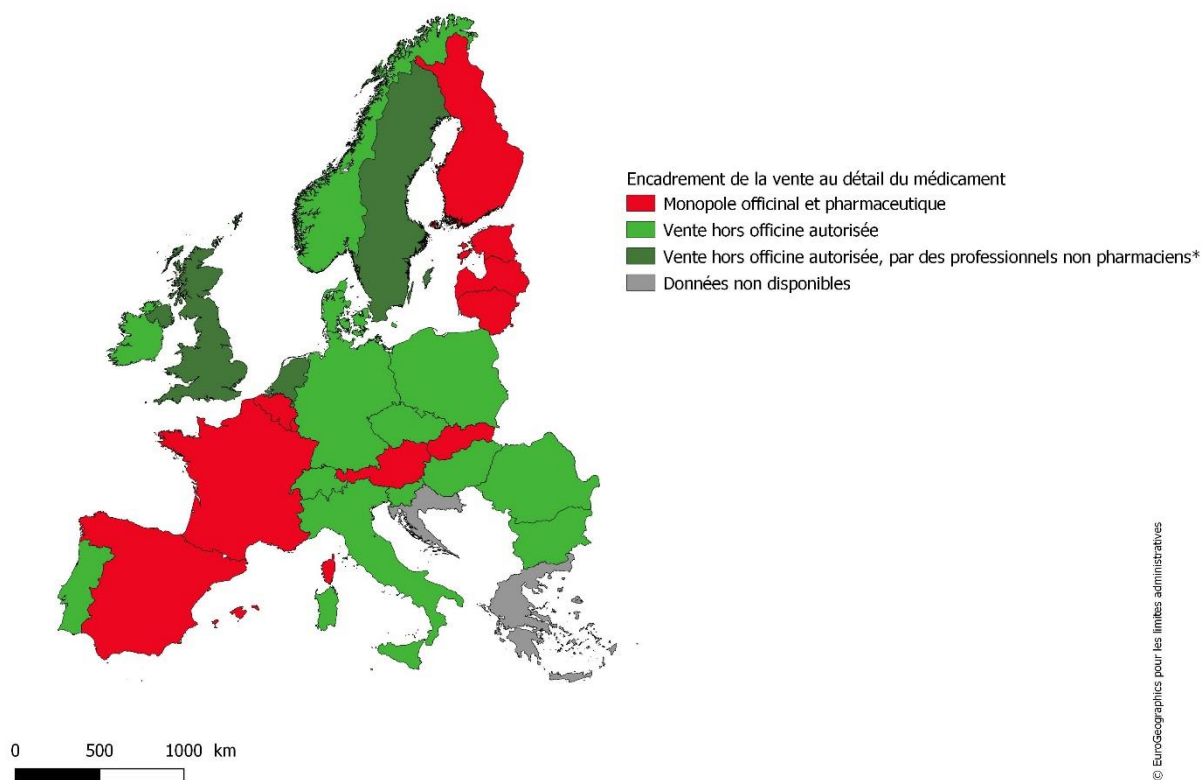 Encadrement de la vente au détail du médicament
Monopole officinal et pharmaceutique
Vente hors officine autorisée
Vente hors officine autorisée, par des professionnels non pharmaciens*
Données non disponibles
0 500 1000 km
© EuroGeographics pour les limites administratives